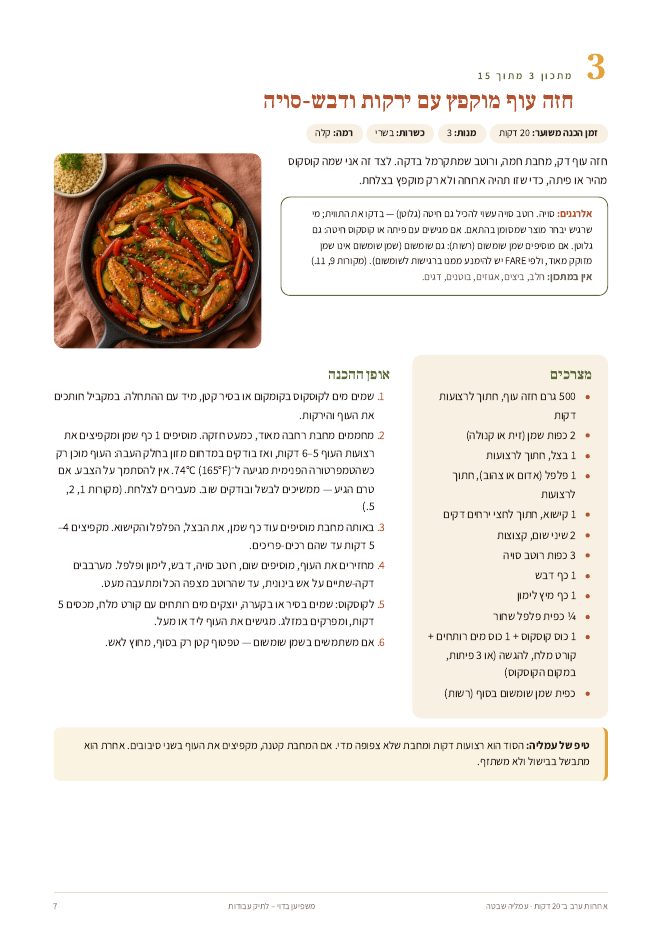 3
מתכון 3 מתוך 15
חזה עוף מוקפץ עם ירקות ודבש-סויה
זמן הכנה משוער: 20 דקות
מנות: 3
כשרות: בשרי
רמה: קלה
חזה עוף דק, מחבת חמה, ורוטב שמתקרמל בדקה. לצד זה אני שמה קוסקוס
מהיר או פיתה, כדי שזו תהיה ארוחה ולא רק מוקפץ בצלחת.
אלרגנים: סויה. רוטב סויה עשוי להכיל גם חיטה (גלוטן) — בדקו את התווית; מי
שרגיש יבחר מוצר שמסומן בהתאם. אם מגישים עם פיתה או קוסקוס חיטה: גם
גלוטן. אם מוסיפים שמן שומשום (רשות): גם שומשום (שמן שומשום אינו שמן
מזוקק מאוד, ולפי FARE יש להימנע ממנו ברגישות לשומשום). (מקורות 9, 11.)
אין במתכון: חלב, ביצים, אגוזים, בוטנים, דגים.
מצרכים
• 500 גרם חזה עוף, חתוך לרצועות
דקות
• 2 כפות שמן (זית או קנולה)
• 1 בצל, חתוך לרצועות
• 1 פלפל (אדום או צהוב), חתוך
לרצועות
• 1 קישוא, חתוך לחצאי ירחים דקים
• 2 שיני שום, קצוצות
• 3 כפות רוטב סויה
• 1 כף דבש
• 1 כף מיץ לימון
• ¼ כפית פלפל שחור
• 1 כוס קוסקוס + 1 כוס מים רותחים +
קורט מלח, להגשה (או 3 פיתות,
במקום הקוסקוס)
• כפית שמן שומשום בסוף (רשות)
אופן ההכנה
1. שמים מים לקוסקוס בקומקום או בסיר קטן, מיד עם ההתחלה. במקביל חותכים
את העוף והירקות.
2. מחממים מחבת רחבה מאוד, כמעט חזקה. מוסיפים 1 כף שמן ומקפיצים את
רצועות העוף 5–6 דקות, ואז בודקים במדחום מזון בחלק העבה: העוף מוכן רק
כשהטמפרטורה הפנימית מגיעה ל־74°C (165°F). אין להסתמך על הצבע. אם
טרם הגיע — ממשיכים לבשל ובודקים שוב. מעבירים לצלחת. (מקורות 1, 2,
5.)
3. באותה מחבת מוסיפים עוד כף שמן, את הבצל, הפלפל והקישוא. מקפיצים 4–
5 דקות עד שהם רכים-פריכים.
4. מחזירים את העוף, מוסיפים שום, רוטב סויה, דבש, לימון ופלפל. מערבבים
דקה-שתיים על אש בינונית, עד שהרוטב מצפה הכל ומתעבה מעט.
5. לקוסקוס: שמים בסיר או בקערה, יוצקים מים רותחים עם קורט מלח, מכסים 5
דקות, ומפרקים במזלג. מגישים את העוף ליד או מעל.
6. אם משתמשים בשמן שומשום — טפטוף קטן רק בסוף, מחוץ לאש.
טיפ של עמליה: הסוד הוא רצועות דקות ומחבת שלא צפופה מדי. אם המחבת קטנה, מקפיצים את העוף בשני סיבובים. אחרת הוא
מתבשל בבישול ולא משתזף.
ארוחות ערב ב־20 דקות · עמליה שבטה
משפיען בדוי – לתיק עבודות
7